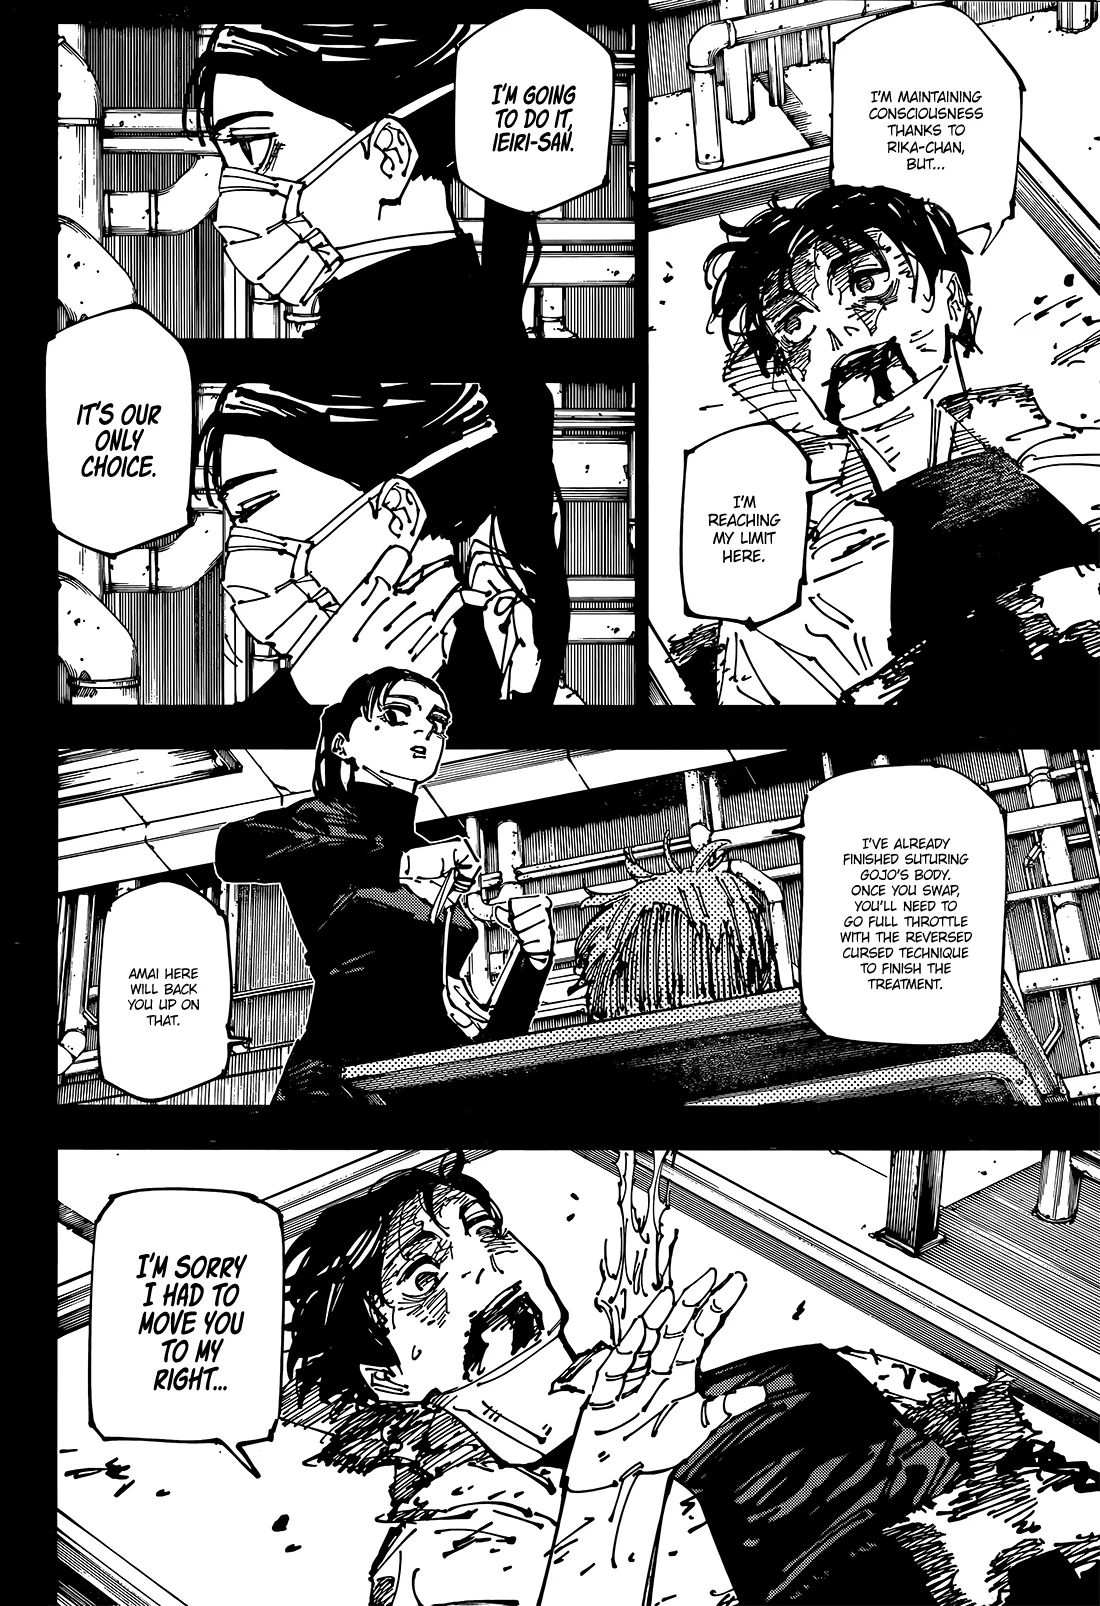 I'M MAINTAINING
CONSCIOUSNESS
THANKS TO
RIKA-CHAN,
BUT...
I'M
REACHING
MY LIMIT
HERE.
I'M GOING
TO DO IT,
IEIRI-SAN.
IT'S OUR
ONLY
CHOICE.
I'VE ALREADY
FINISHED SUTURING
GOJO'S BODY.
ONCE YOU SWAP,
YOU'LL NEED TO
GO FULL THROTTLE
WITH THE REVERSED
CURSED TECHNIQUE
TO FINISH THE
TREATMENT.
AMAI HERE
WILL BACK
YOU UP ON
THAT.
I'M SORRY
I HAD TO
MOVE YOU
TO MY
RIGHT...